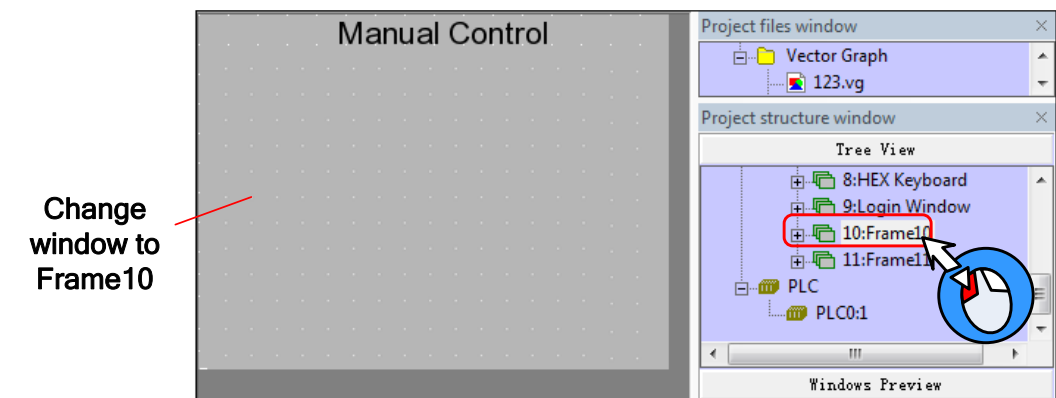 Manual Control
Change
window to
Frame10
Project files window
Vector Graph
123.vg
Project structure window
Tree View
8:HEX Keyboard
9:Login Window
10:Frame10
11:Frame11
PLC
PLC0:1
Windows Preview